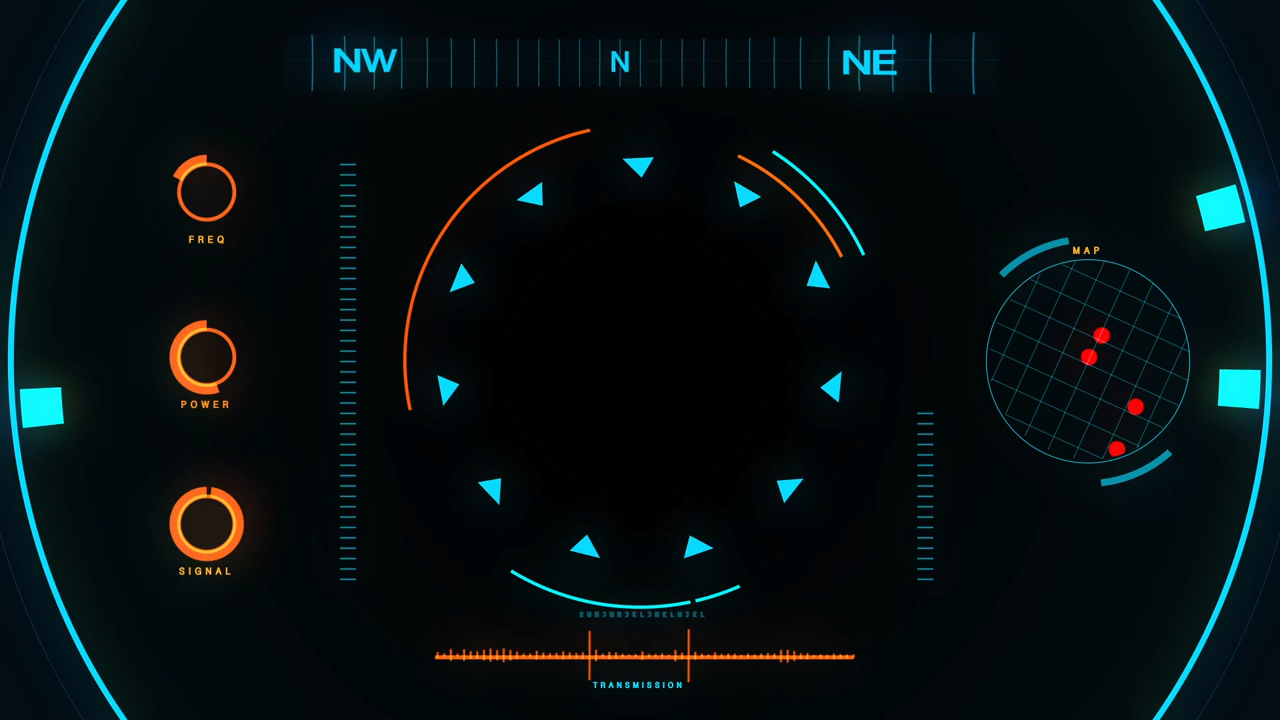 NW N NE
FREQ
MAP
POWER
SIGNAL
TRANSMISSION